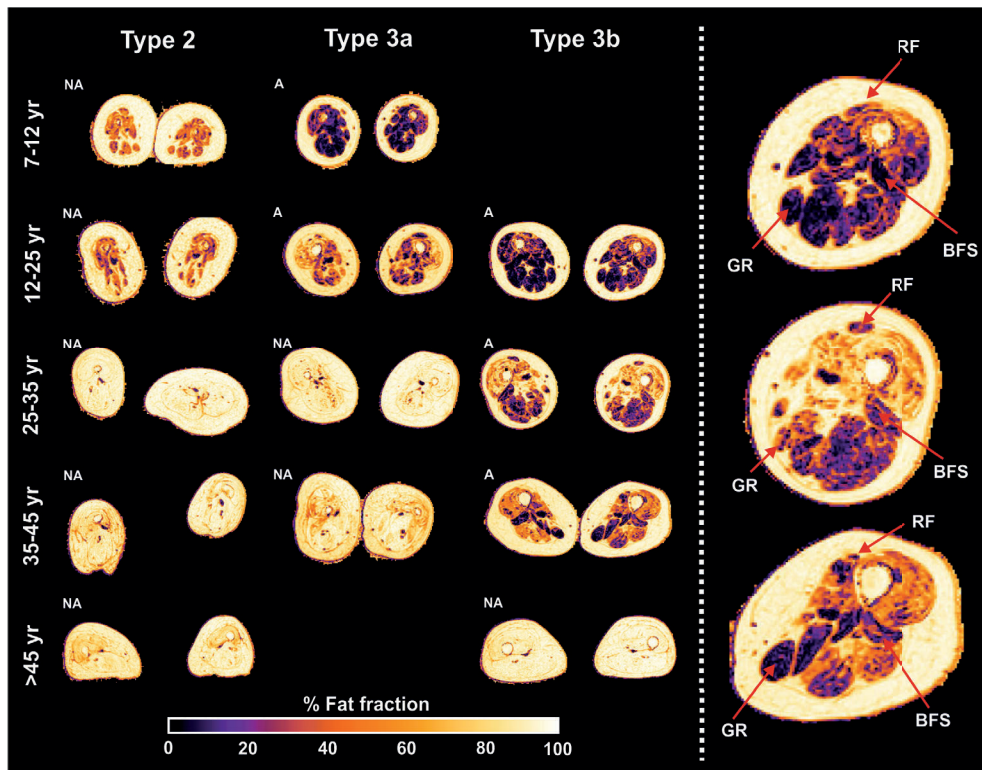 Type 2 Type 3a Type 3b
7-12 yr NA A
12-25 yr NA A A
25-35 yr NA NA A
35-45 yr NA NA A
>45 yr NA NA
% Fat fraction
0 20 40 60 80 100
RF
GR
BFS
RF
GR
BFS
RF
GR
BFS